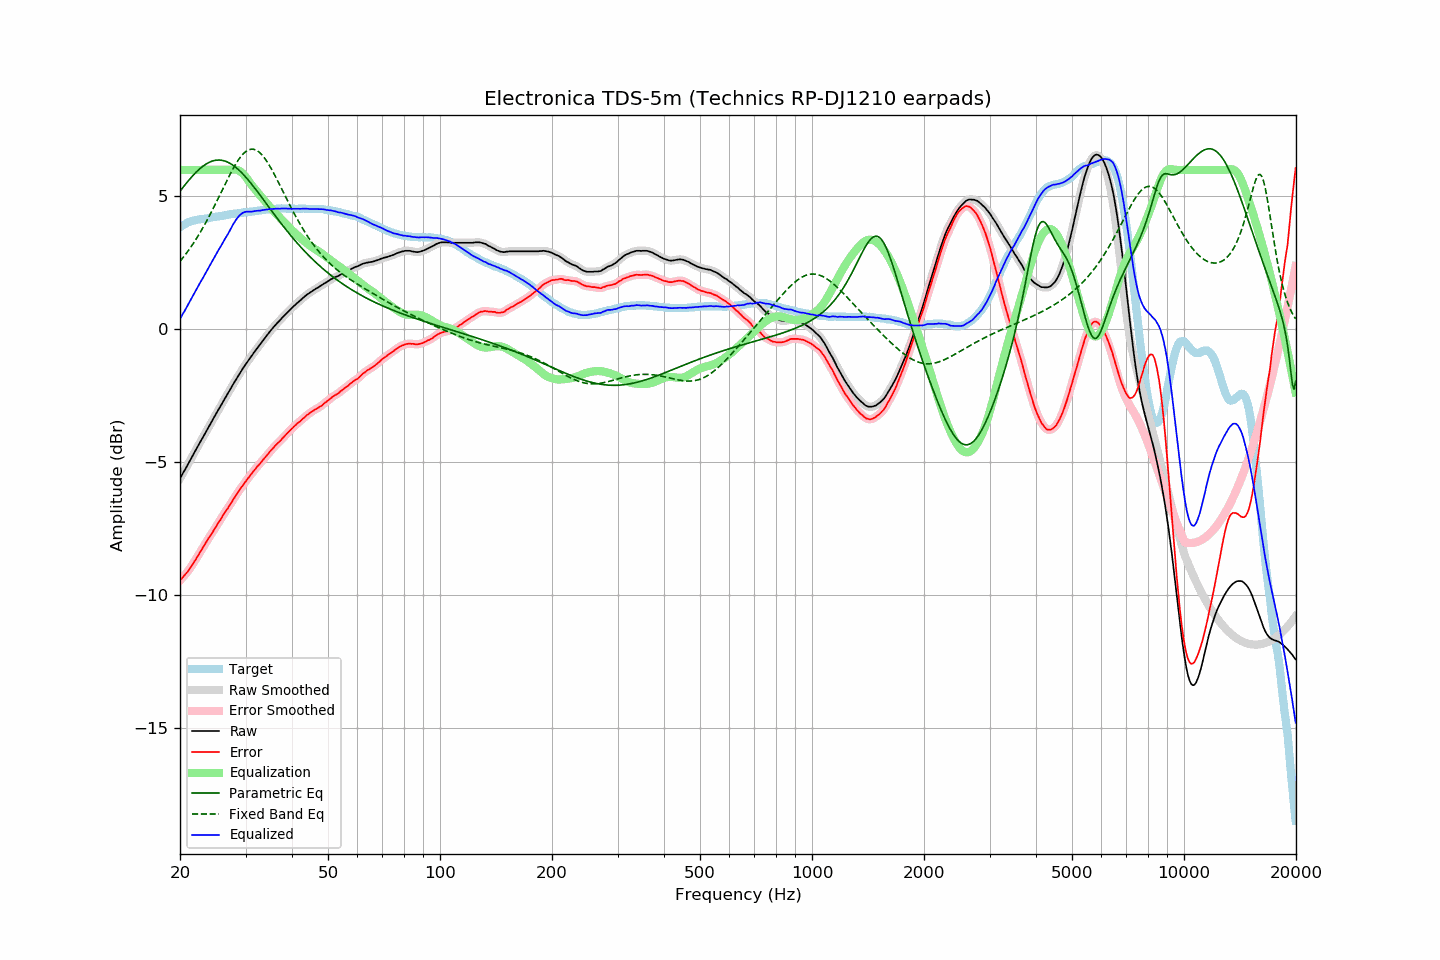 Electronica TDS-5m (Technics RP-DJ1210 earpads)
Amplitude (dBr)
5
0
−5
−10
−15
Target
Raw Smoothed
Error Smoothed
Raw
Error
Equalization
Parametric Eq
Fixed Band Eq
Equalized
20 50 100 200 500 1000 2000 5000 10000 20000
Frequency (Hz)